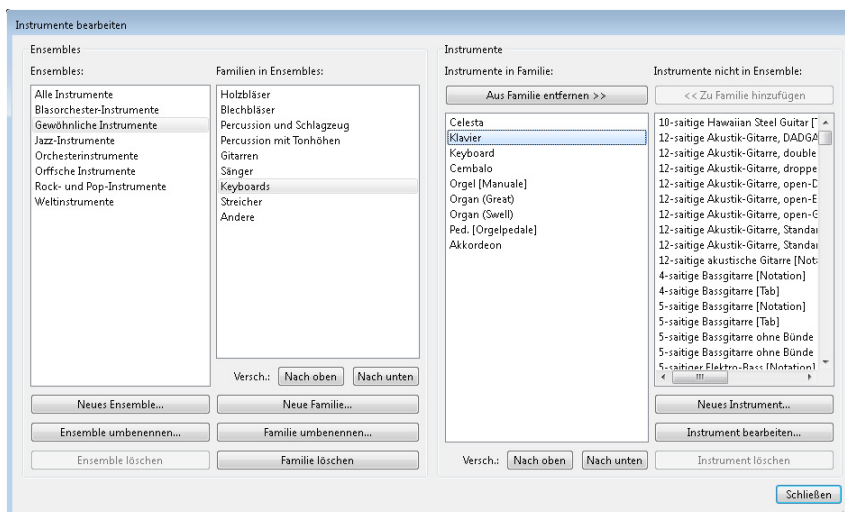 Instrumente bearbeiten
Ensembles
Ensembles:
Familien in Ensembles:
Alle Instrumente
Blasorchester-Instrumente
Gewöhnliche Instrumente
Jazz-Instrumente
Orchesterinstrumente
Orffsche Instrumente
Rock- und Pop-Instrumente
Weltinstrumente
Holzbläser
Blechbläser
Percussion und Schlagzeug
Percussion mit Tonhöhen
Gitarren
Sänger
Keyboards
Streicher
Andere
Versch.: Nach oben Nach unten
Neues Ensemble...
Neue Familie...
Ensemble umbenennen...
Familie umbenennen...
Ensemble löschen
Familie löschen
Instrumente
Instrumente in Familie:
Instrumente nicht in Ensemble:
Aus Familie entfernen >>
<< Zu Familie hinzufügen
Celesta
Klavier
Keyboard
Cembalo
Orgel [Manuale]
Organ (Great)
Organ (Swell)
Ped. [Orgelpedale]
Akkordeon
10-saitige Hawaiian Steel Guitar [
12-saitige Akustik-Gitarre, DADGA
12-saitige Akustik-Gitarre, double
12-saitige Akustik-Gitarre, droppe
12-saitige Akustik-Gitarre, open-D
12-saitige Akustik-Gitarre, open-E
12-saitige Akustik-Gitarre, open-G
12-saitige Akustik-Gitarre, Standa
12-saitige Akustik-Gitarre, Standa
12-saitige akustische Gitarre [Not
4-saitige Bassgitarre [Notation]
4-saitige Bassgitarre [Tab]
5-saitige Bassgitarre [Notation]
5-saitige Bassgitarre [Tab]
5-saitige Bassgitarre ohne Bünde
5-saitige Bassgitarre ohne Bünde
5-saitiger Elektro-Bass [Notation]
Versch.: Nach oben Nach unten
Neues Instrument...
Instrument bearbeiten...
Instrument löschen
Schließen